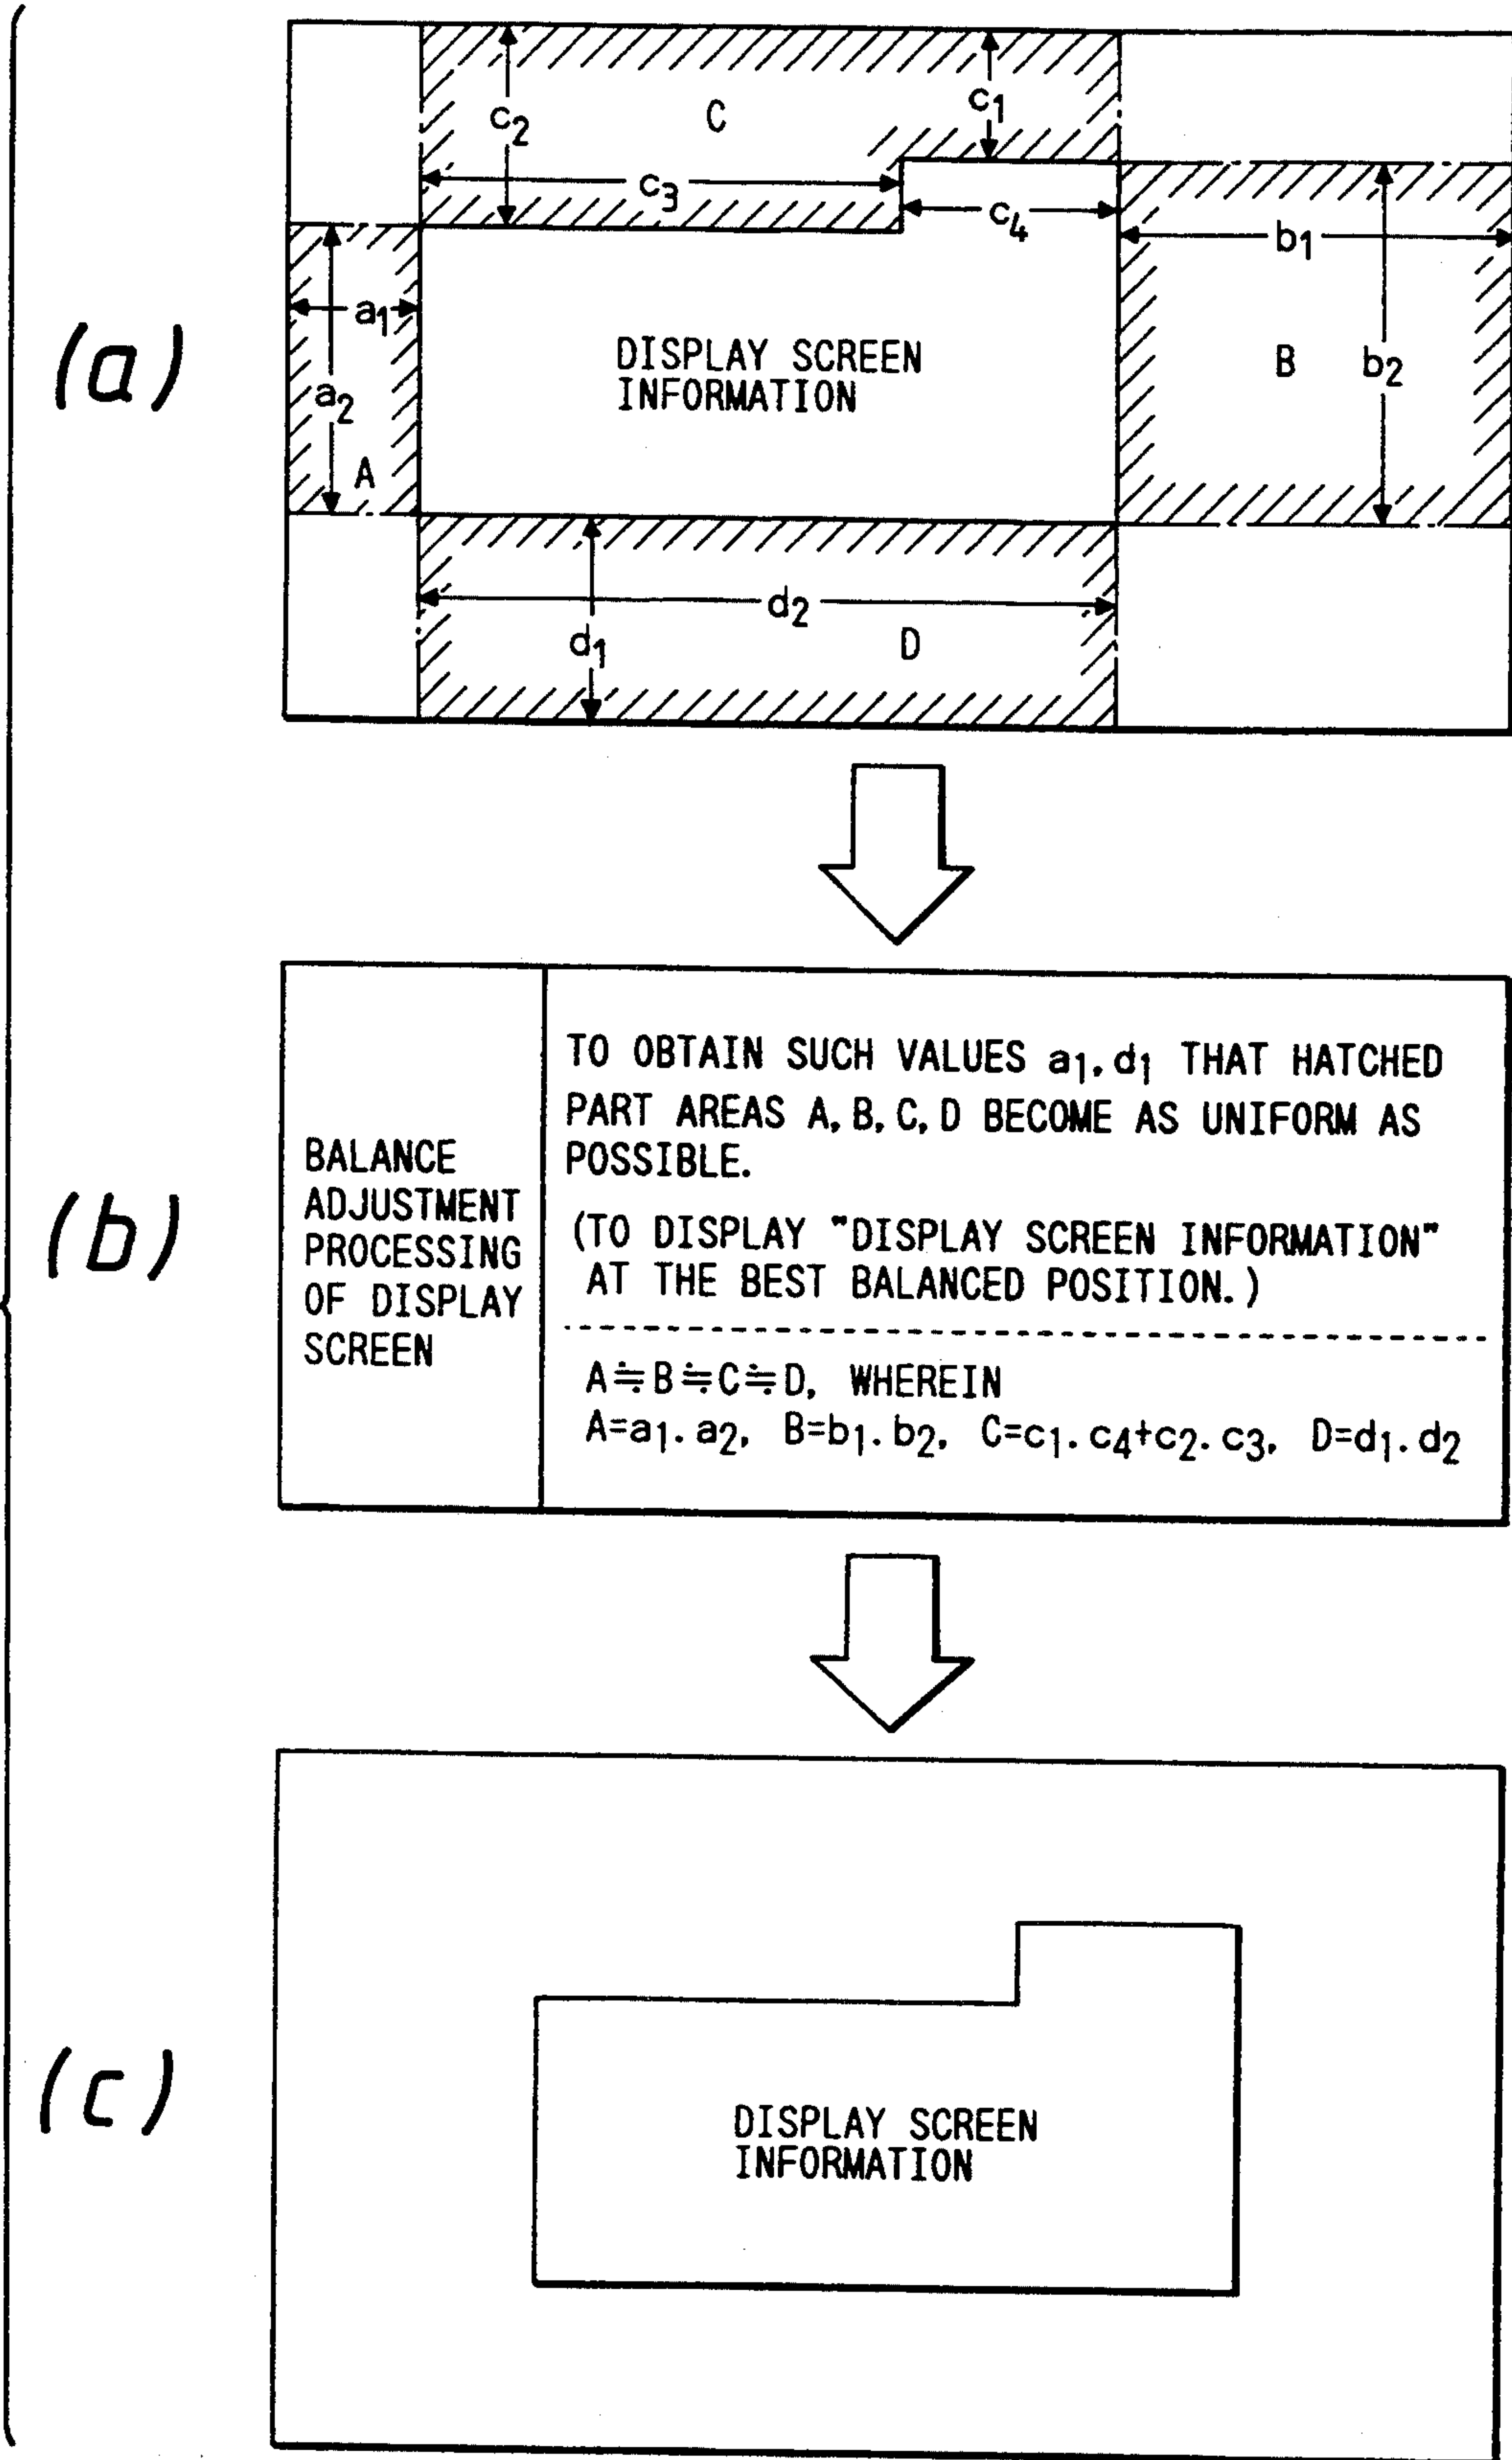 (a)
c2
C
c1
c3
c4
b1
a1
DISPLAY SCREEN
INFORMATION
B
b2
a2
A
d2
d1
D
(b)
BALANCE
ADJUSTMENT
PROCESSING
OF DISPLAY
SCREEN
TO OBTAIN SUCH VALUES a1, d1 THAT HATCHED
PART AREAS A, B, C, D BECOME AS UNIFORM AS
POSSIBLE.
(TO DISPLAY "DISPLAY SCREEN INFORMATION"
AT THE BEST BALANCED POSITION.)
A≒B≒C≒D, WHEREIN
A=a1.a2, B=b1.b2, C=c1.c4+c2.c3, D=d1.d2
(c)
DISPLAY SCREEN
INFORMATION